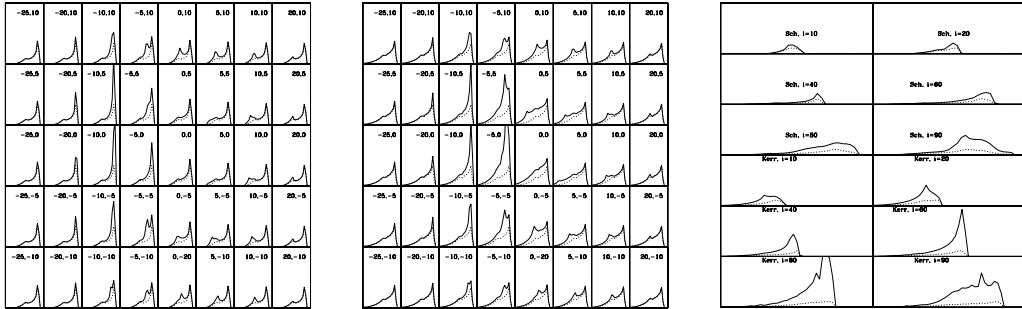 -25,10 -20,10 -10,10 -5,10 0,10 5,10 10,10 20,10
-25,5 -20,5 -10,5 -5,5 0,5 5,5 10,5 20,5
-25,0 -20,0 -10,0 -5,0 0,0 5,0 10,0 20,0
-25,-5 -20,-5 -10,-5 -5,-5 0,-5 5,-5 10,-5 20,-5
-25,-10 -20,-10 -10,-10 -5,-10 0,-20 5,-10 10,-10 20,-10
-25,10 -20,10 -10,10 -5,10 0,10 5,10 10,10 20,10
-25,5 -20,5 -10,5 -5,5 0,5 5,5 10,5 20,5
-25,0 -20,0 -10,0 -5,0 0,0 5,0 10,0 20,0
-25,-5 -20,-5 -10,-5 -5,-5 0,-5 5,-5 10,-5 20,-5
-25,-10 -20,-10 -10,-10 -5,-10 0,-20 5,-10 10,-10 20,-10
Sch, i=10 Sch, i=20
Sch, i=40 Sch, i=60
Sch, i=80 Sch, i=90
Kerr, i=10 Kerr, i=20
Kerr, i=40 Kerr, i=60
Kerr, i=80 Kerr, i=90